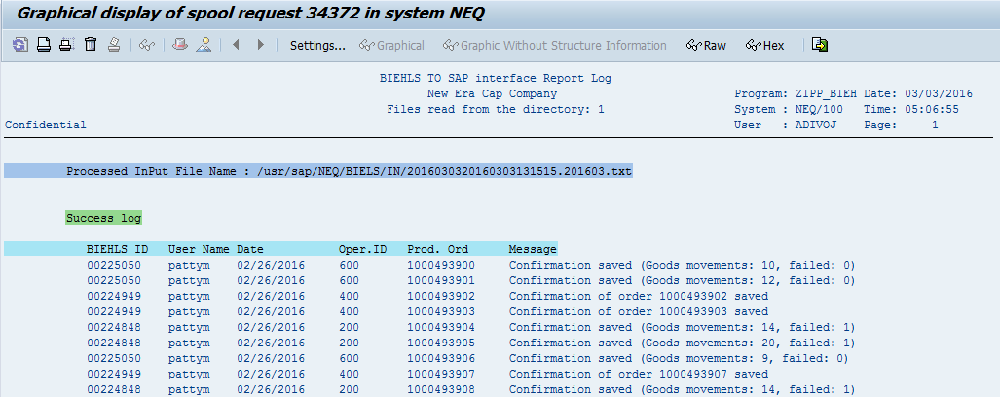 Graphical display of spool request 34372 in system NEQ
Settings... Graphical Graphic Without Structure Information Raw Hex
BIEHLS TO SAP interface Report Log
New Era Cap Company Program: ZIPP_BIEH Date: 03/03/2016
Files read from the directory: 1 System : NEQ/100 Time: 05:06:55
Confidential User : ADIVOJ Page: 1
Processed InPut File Name : /usr/sap/NEQ/BIELS/IN/2016030320160303131515.201603.txt
Success log
BIEHLS ID User Name Date Oper.ID Prod. Ord Message
00225050 pattym 02/26/2016 600 1000493900 Confirmation saved (Goods movements: 10, failed: 0)
00225050 pattym 02/26/2016 600 1000493901 Confirmation saved (Goods movements: 12, failed: 0)
00224949 pattym 02/26/2016 400 1000493902 Confirmation of order 1000493902 saved
00224949 pattym 02/26/2016 400 1000493903 Confirmation of order 1000493903 saved
00224848 pattym 02/26/2016 200 1000493904 Confirmation saved (Goods movements: 14, failed: 1)
00224848 pattym 02/26/2016 200 1000493905 Confirmation saved (Goods movements: 20, failed: 1)
00225050 pattym 02/26/2016 600 1000493906 Confirmation saved (Goods movements: 9, failed: 0)
00224949 pattym 02/26/2016 400 1000493907 Confirmation of order 1000493907 saved
00224848 pattym 02/26/2016 200 1000493908 Confirmation saved (Goods movements: 14, failed: 1)